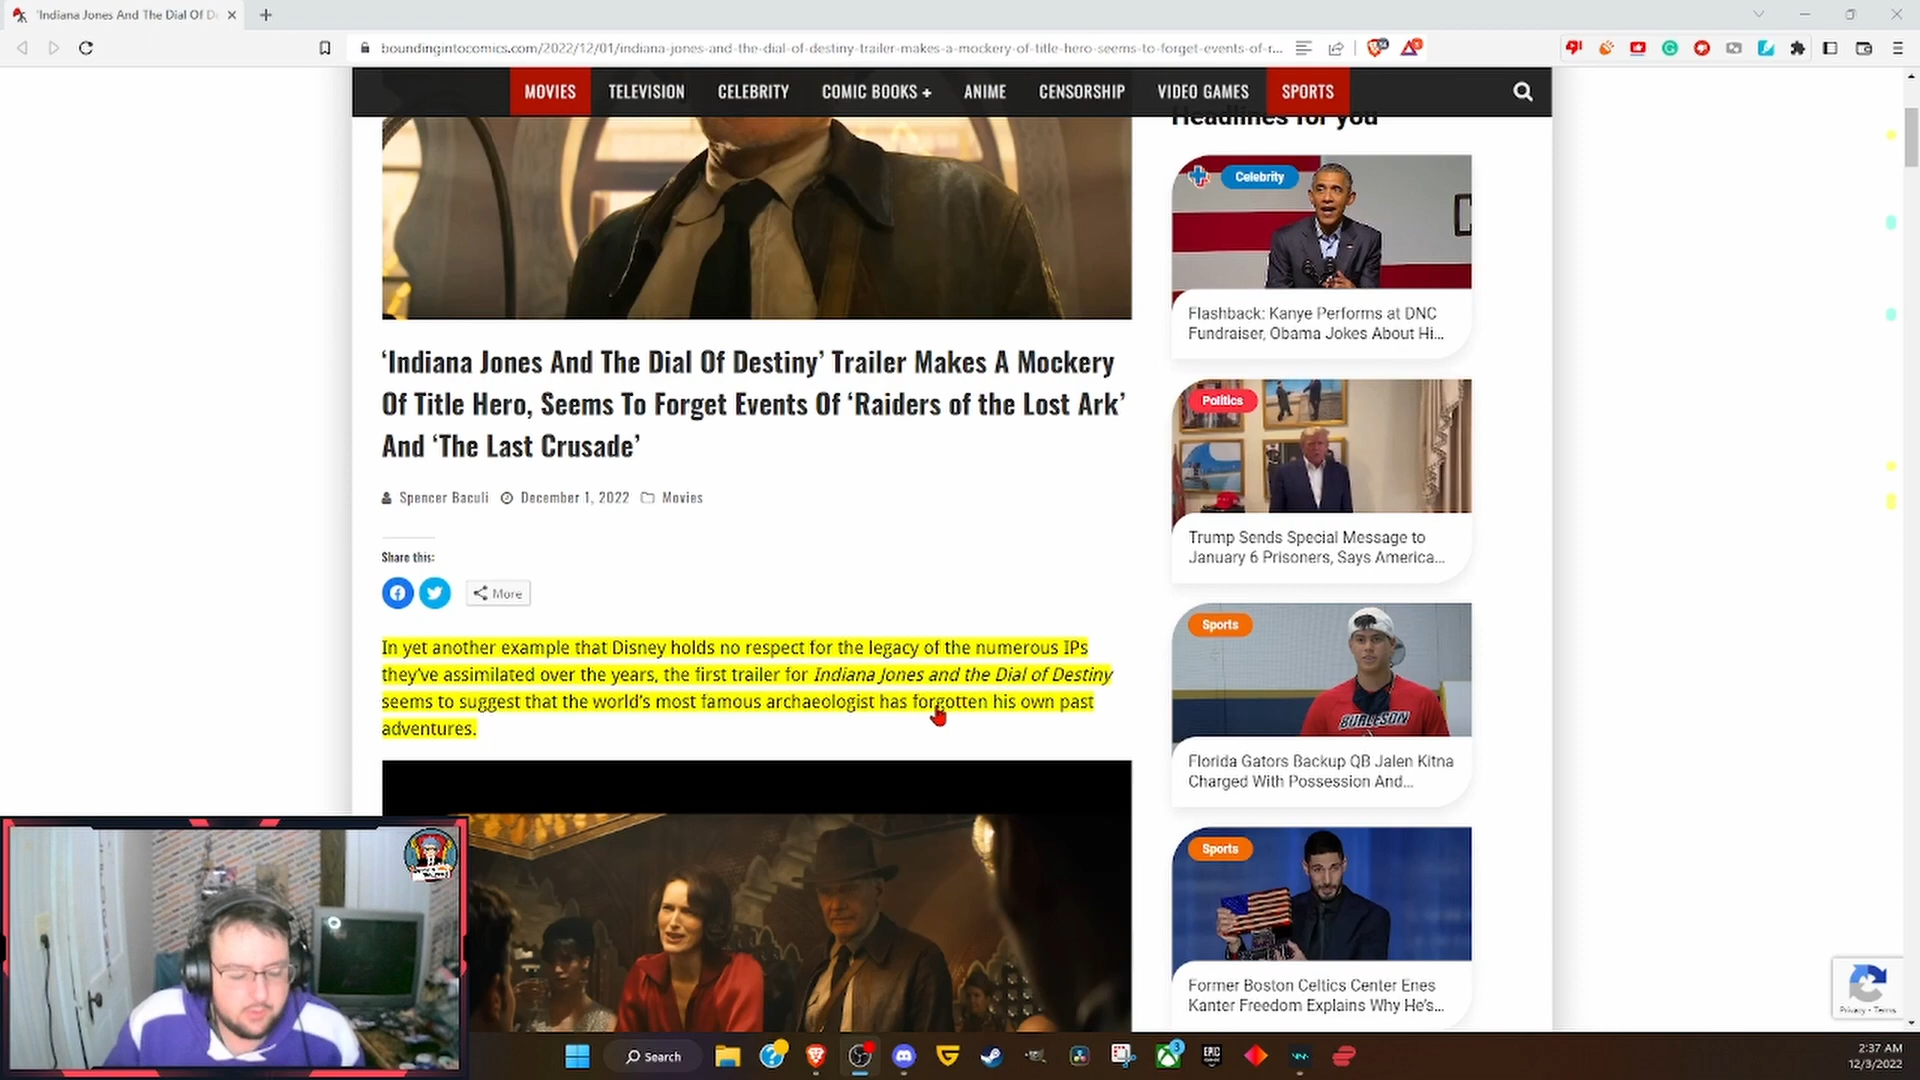 'Indiana Jones And The Dial Of De
boundingintocomics.com/2022/12/01/indiana-jones-and-the-dial-of-destiny-trailer-makes-a-mockery-of-title-hero-seems-to-forget-events-of-r...
MOVIES TELEVISION CELEBRITY COMIC BOOKS + ANIME CENSORSHIP VIDEO GAMES SPORTS
Headlines for you
Celebrity
Flashback: Kanye Performs at DNC
Fundraiser, Obama Jokes About Hi...
‘Indiana Jones And The Dial Of Destiny’ Trailer Makes A Mockery
Of Title Hero, Seems To Forget Events Of ‘Raiders of the Lost Ark’
And ‘The Last Crusade’
Spencer Baculi December 1, 2022 Movies
Share this:
More
Politics
Trump Sends Special Message to
January 6 Prisoners, Says America...
In yet another example that Disney holds no respect for the legacy of the numerous IPs
they’ve assimilated over the years, the first trailer for Indiana Jones and the Dial of Destiny
seems to suggest that the world’s most famous archaeologist has forgotten his own past
adventures.
Sports
BURLESON
Florida Gators Backup QB Jalen Kitna
Charged With Possession And...
Sports
Former Boston Celtics Center Enes
Kanter Freedom Explains Why He’s...
Privacy - Terms
Search
3
EPIC
2:37 AM
12/3/2022